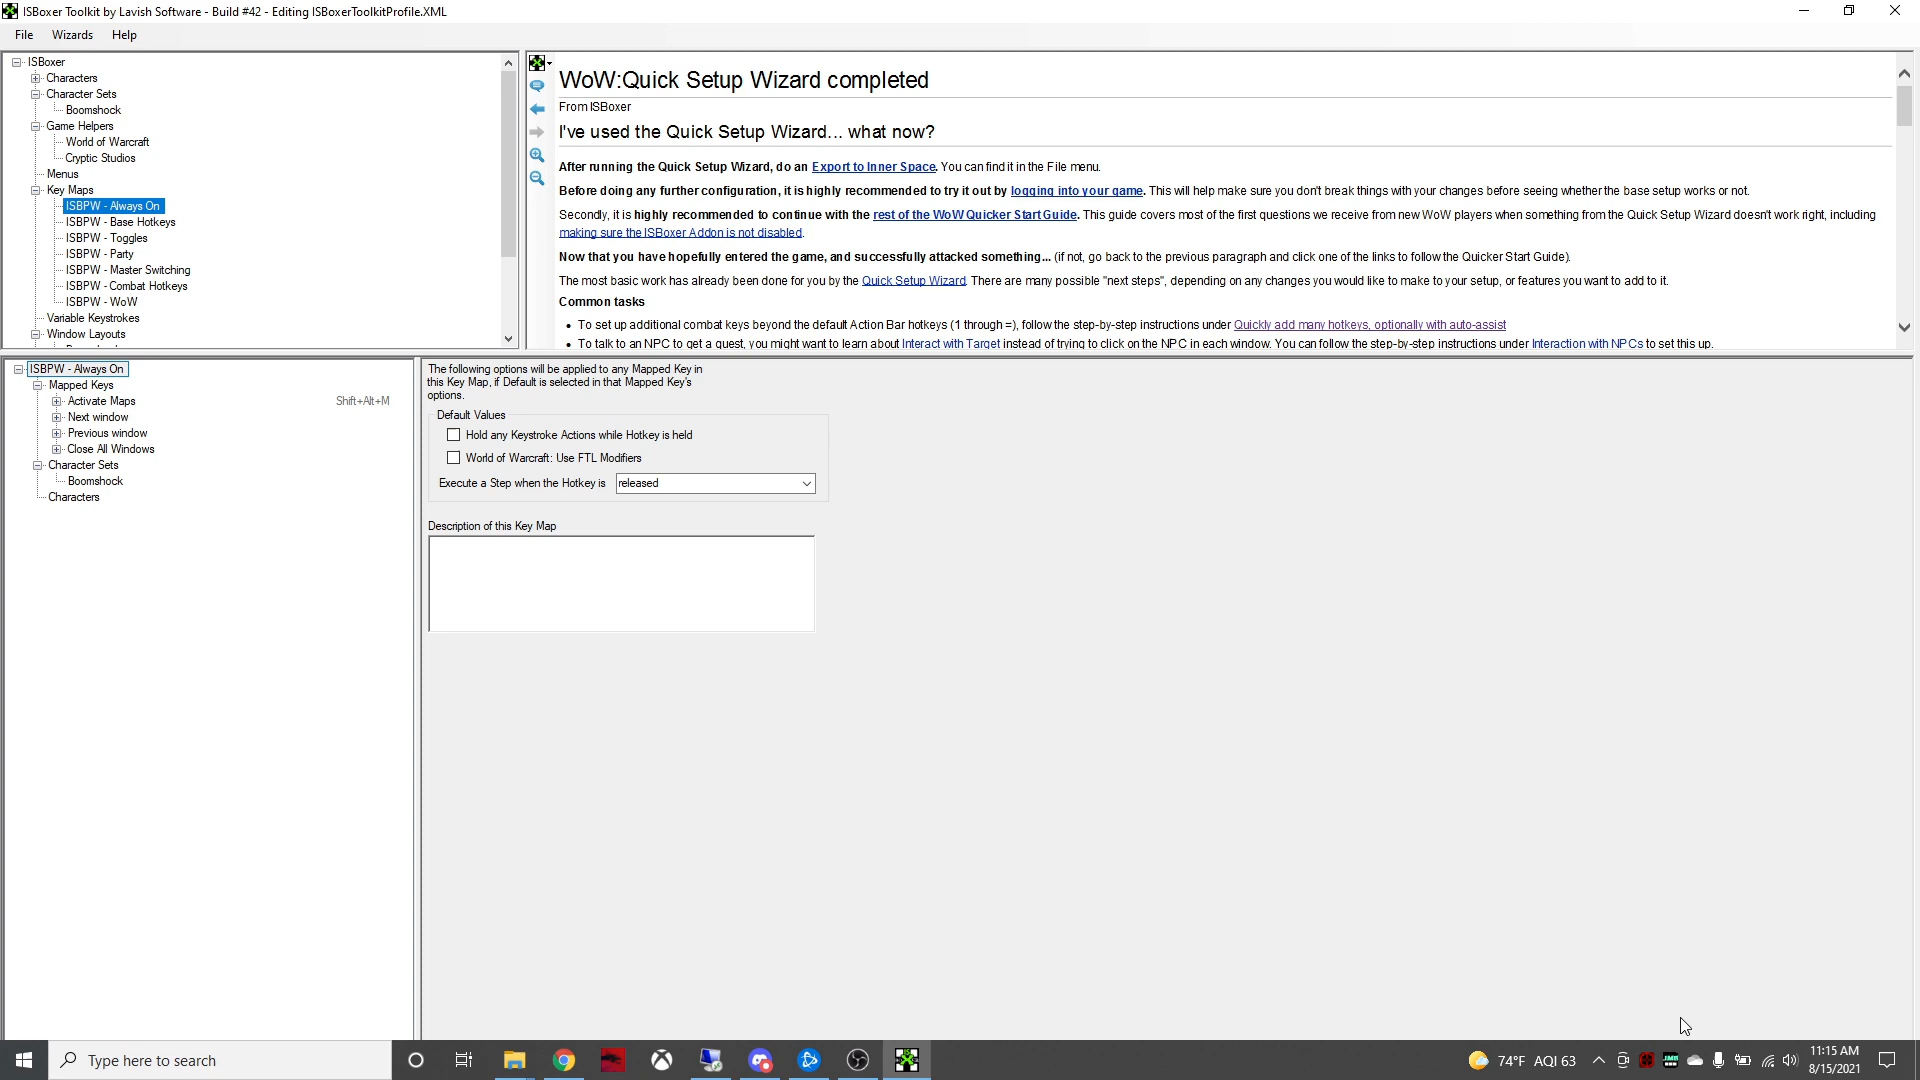 ISBoxer Toolkit by Lavish Software - Build #42 - Editing ISBoxerToolkitProfile.XML
File Wizards Help
ISBoxer
Characters
Character Sets
Boomshock
Game Helpers
World of Warcraft
Cryptic Studios
Menus
Key Maps
ISBPW - Always On
ISBPW - Base Hotkeys
ISBPW - Toggles
ISBPW - Party
ISBPW - Master Switching
ISBPW - Combat Hotkeys
ISBPW - WoW
Variable Keystrokes
Window Layouts
WoW:Quick Setup Wizard completed
From ISBoxer
I've used the Quick Setup Wizard... what now?
After running the Quick Setup Wizard, do an Export to Inner Space. You can find it in the File menu.
Before doing any further configuration, it is highly recommended to try it out by logging into your game. This will help make sure you don't break things with your changes before seeing whether the base setup works or not.
Secondly, it is highly recommended to continue with the rest of the WoW Quicker Start Guide. This guide covers most of the first questions we receive from new WoW players when something from the Quick Setup Wizard doesn't work right, including
making sure the ISBoxer Addon is not disabled.
Now that you have hopefully entered the game, and successfully attacked something... (if not, go back to the previous paragraph and click one of the links to follow the Quicker Start Guide).
The most basic work has already been done for you by the Quick Setup Wizard. There are many possible "next steps", depending on any changes you would like to make to your setup, or features you want to add to it.
Common tasks
• To set up additional combat keys beyond the default Action Bar hotkeys (1 through =), follow the step-by-step instructions under Quickly add many hotkeys, optionally with auto-assist
• To talk to an NPC to get a quest, you might want to learn about Interact with Target instead of trying to click on the NPC in each window. You can follow the step-by-step instructions under Interaction with NPCs to set this up.
ISBPW - Always On
Mapped Keys
Activate Maps Shift+Alt+M
Next window
Previous window
Close All Windows
Character Sets
Boomshock
Characters
The following options will be applied to any Mapped Key in
this Key Map, if Default is selected in that Mapped Key's
options.
Default Values
Hold any Keystroke Actions while Hotkey is held
World of Warcraft: Use FTL Modifiers
Execute a Step when the Hotkey is released
Description of this Key Map
Type here to search
74°F AQI 63
11:15 AM
8/15/2021